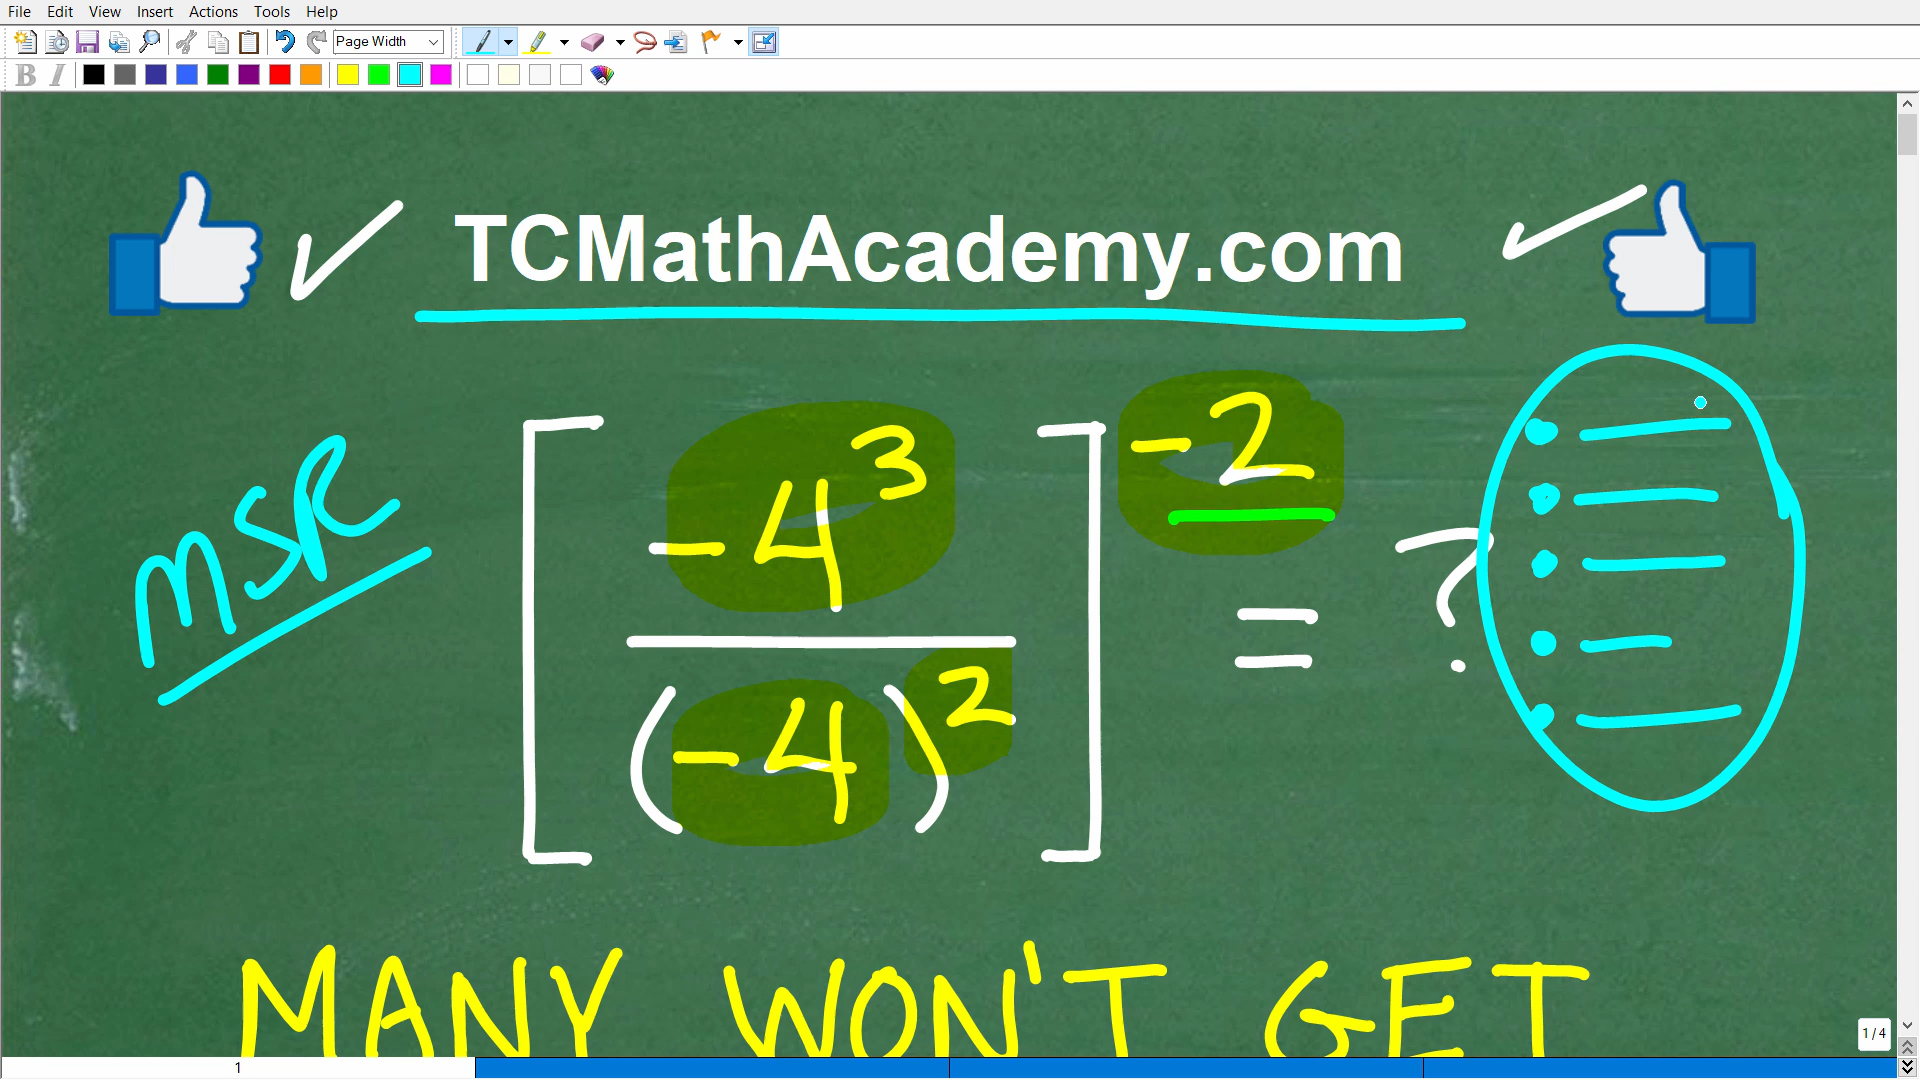 File Edit View Insert Actions Tools Help
Page Width
B I
TCMathAcademy.com
MSR
[ -4³ / (-4)² ]⁻² = ?
MANY WON'T GET
1 / 4
1